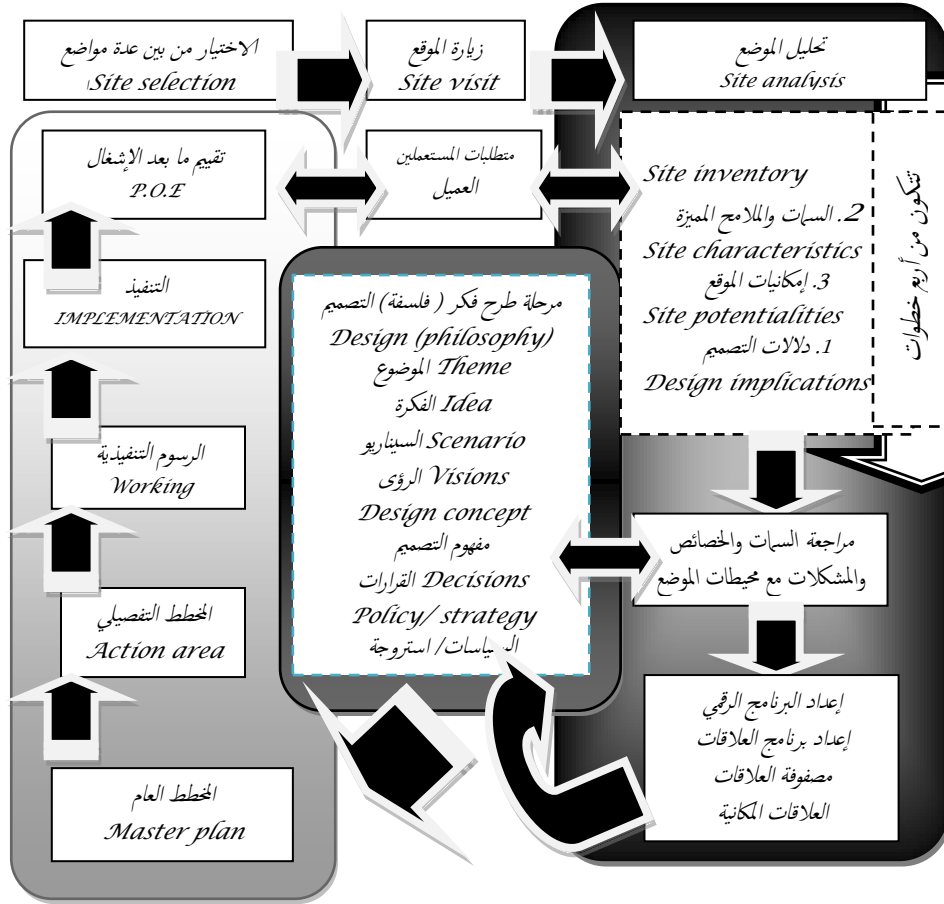 الاختيار من بين عدة مواضع
Site selection
زيارة الموقع
Site visit
تحليل الموضع
Site analysis
تتكون من أربع خطوات
Site inventory
2. السمات والملامح المميزة
Site characteristics
3. إمكانيات الموقع
Site potentialities
1. دلالات التصميم
Design implications
متطلبات المستعملين
العميل
تقييم ما بعد الإشغال
P.O.E
التنفيذ
IMPLEMENTATION
الرسوم التنفيذية
Working
المخطط التفصيلي
Action area
المخطط العام
Master plan
مرحلة طرح فكر ( فلسفة) التصميم
Design (philosophy)
الموضوع Theme
الفكرة Idea
السيناريو Scenario
الرؤى Visions
Design concept
مفهوم التصميم
القرارات Decisions
Policy/ strategy
السياسات/ استروجة
مراجعة السمات والخصائص
والمشكلات مع محيطات الموضع
إعداد البرنامج الرقمي
إعداد برنامج العلاقات
مصفوفة العلاقات
العلاقات المكانية